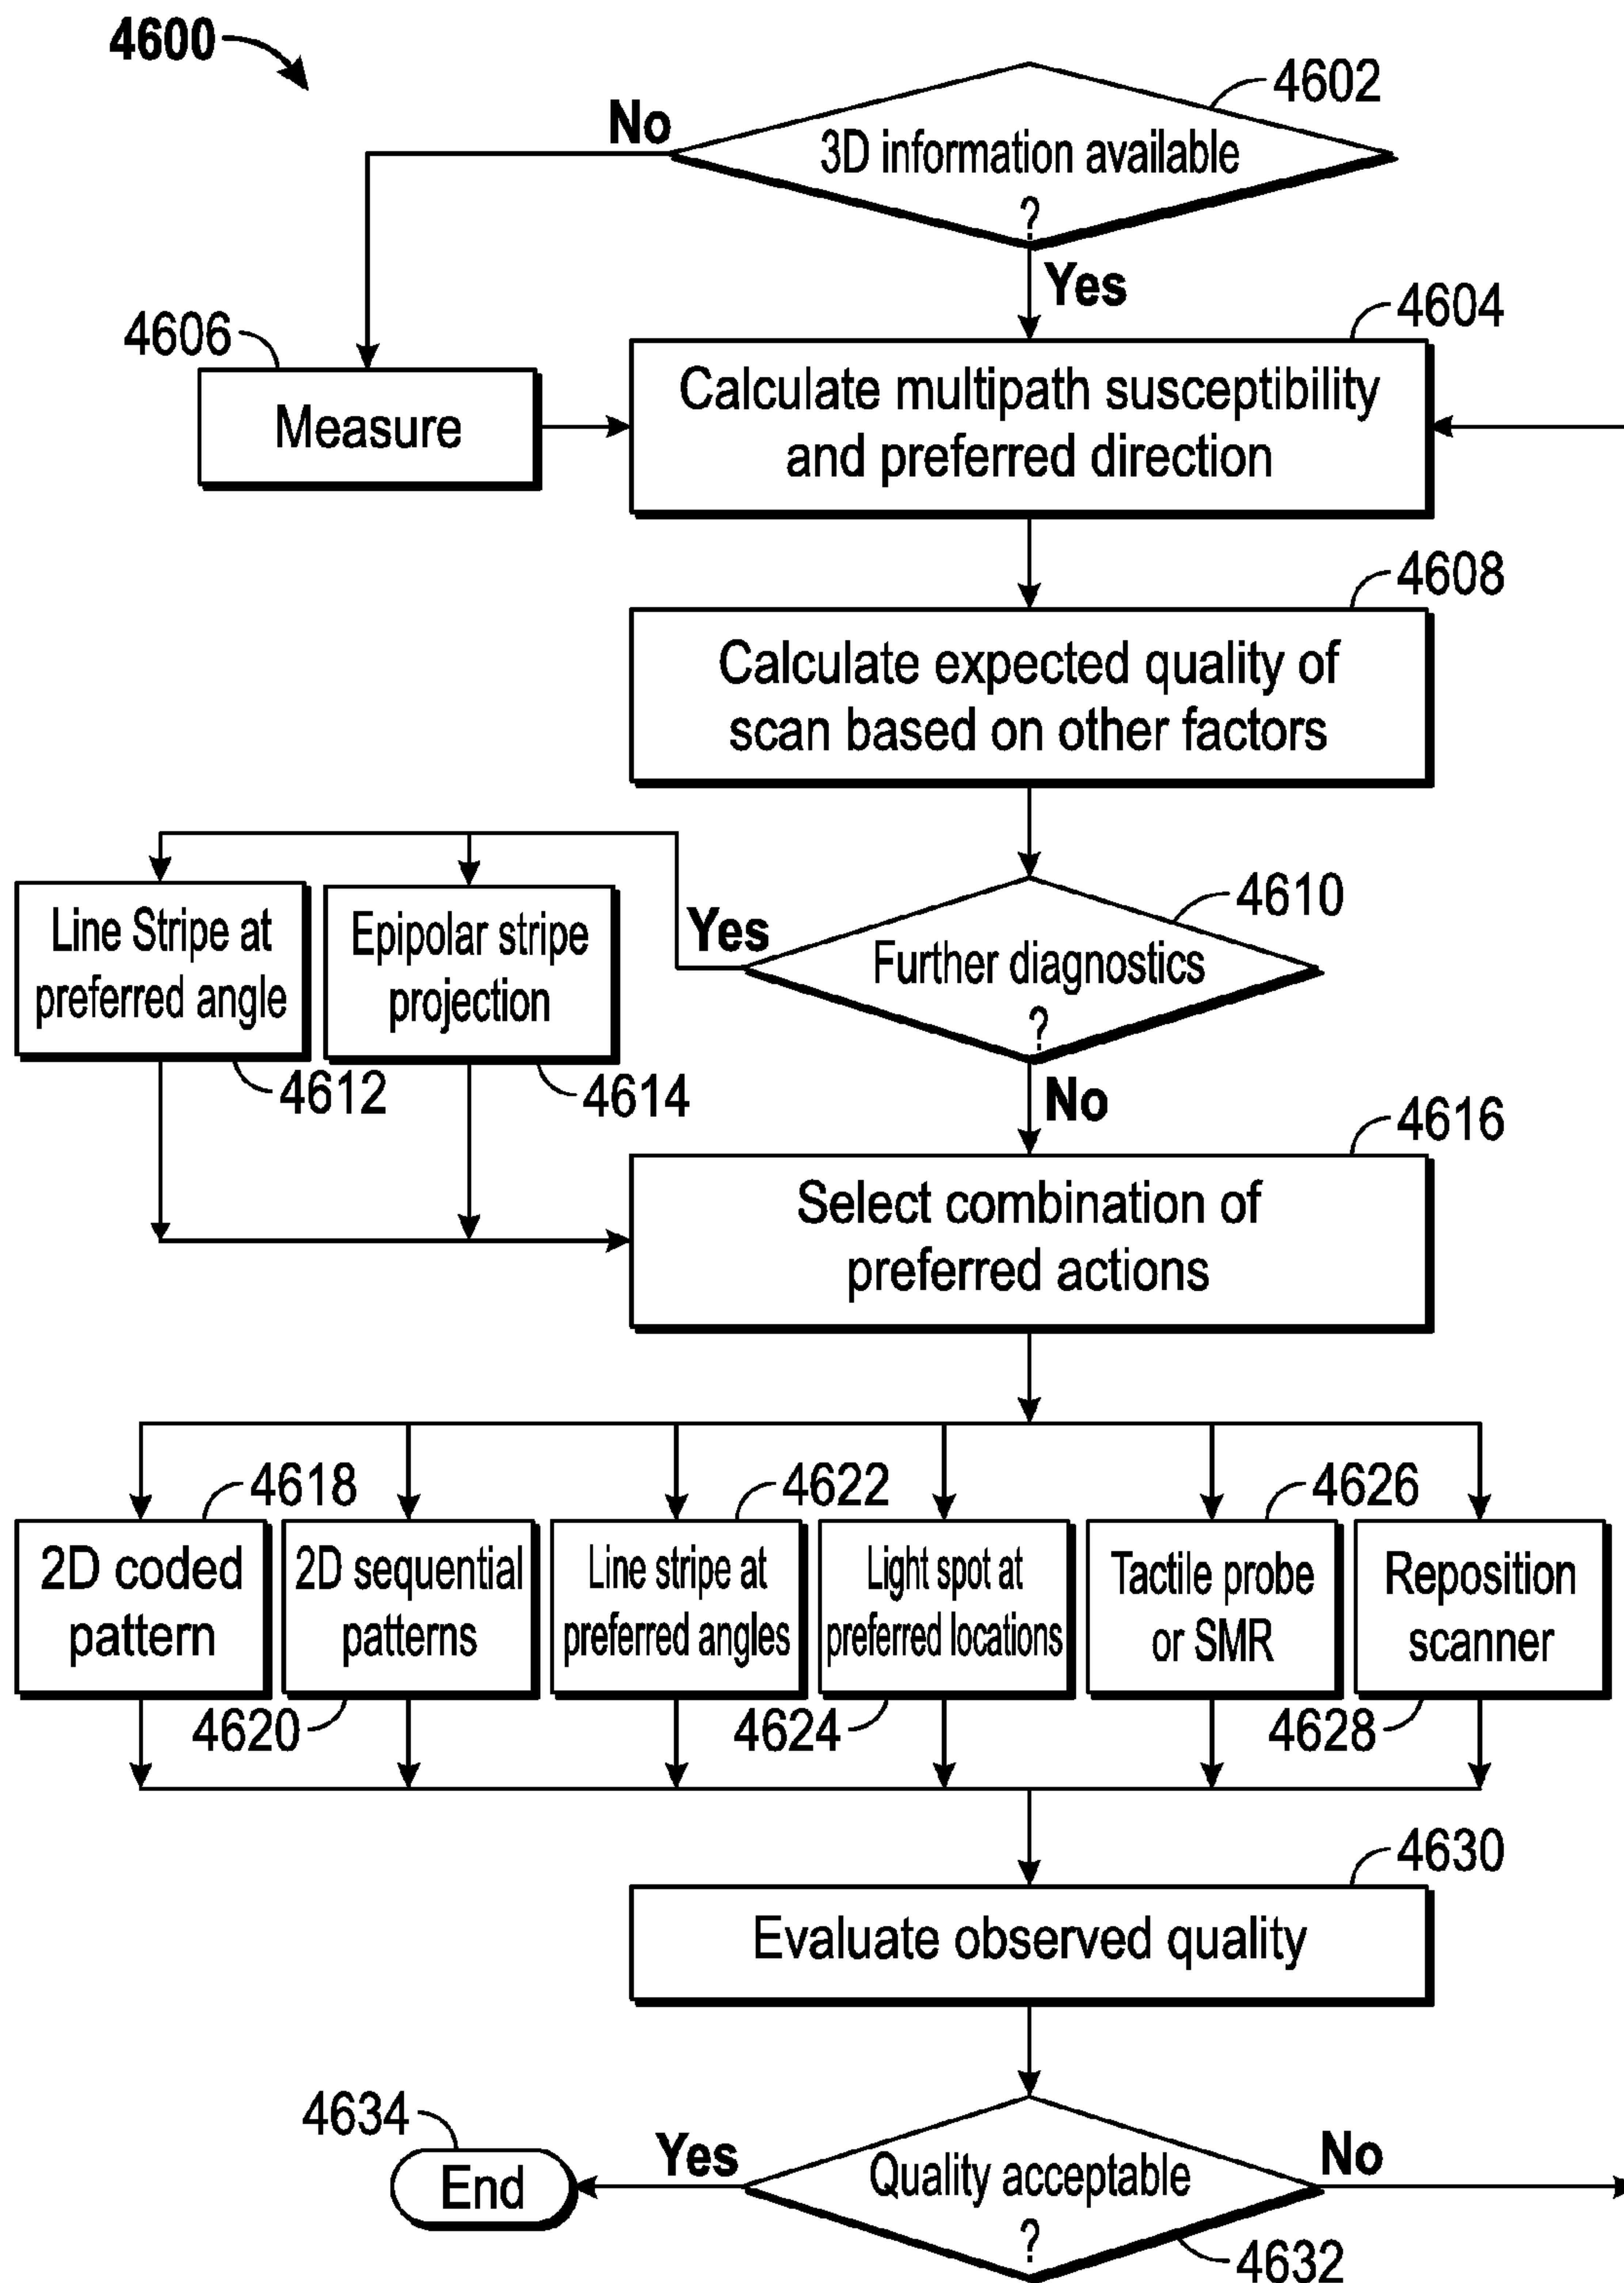 4600
4602
No
3D information available
?
Yes
4604
4606
Calculate multipath susceptibility
and preferred direction
Measure
4608
Calculate expected quality of
scan based on other factors
4610
Line Stripe at
preferred angle
Epipolar stripe
projection
Yes
Further diagnostics
?
4612
4614
No
4616
Select combination of
preferred actions
4618
4622
4626
2D coded
pattern
2D sequential
patterns
Line stripe at
preferred angles
Light spot at
preferred locations
Tactile probe
or SMR
Reposition
scanner
4620
4624
4628
4630
Evaluate observed quality
4634
Yes
No
End
Quality acceptable
?
4632